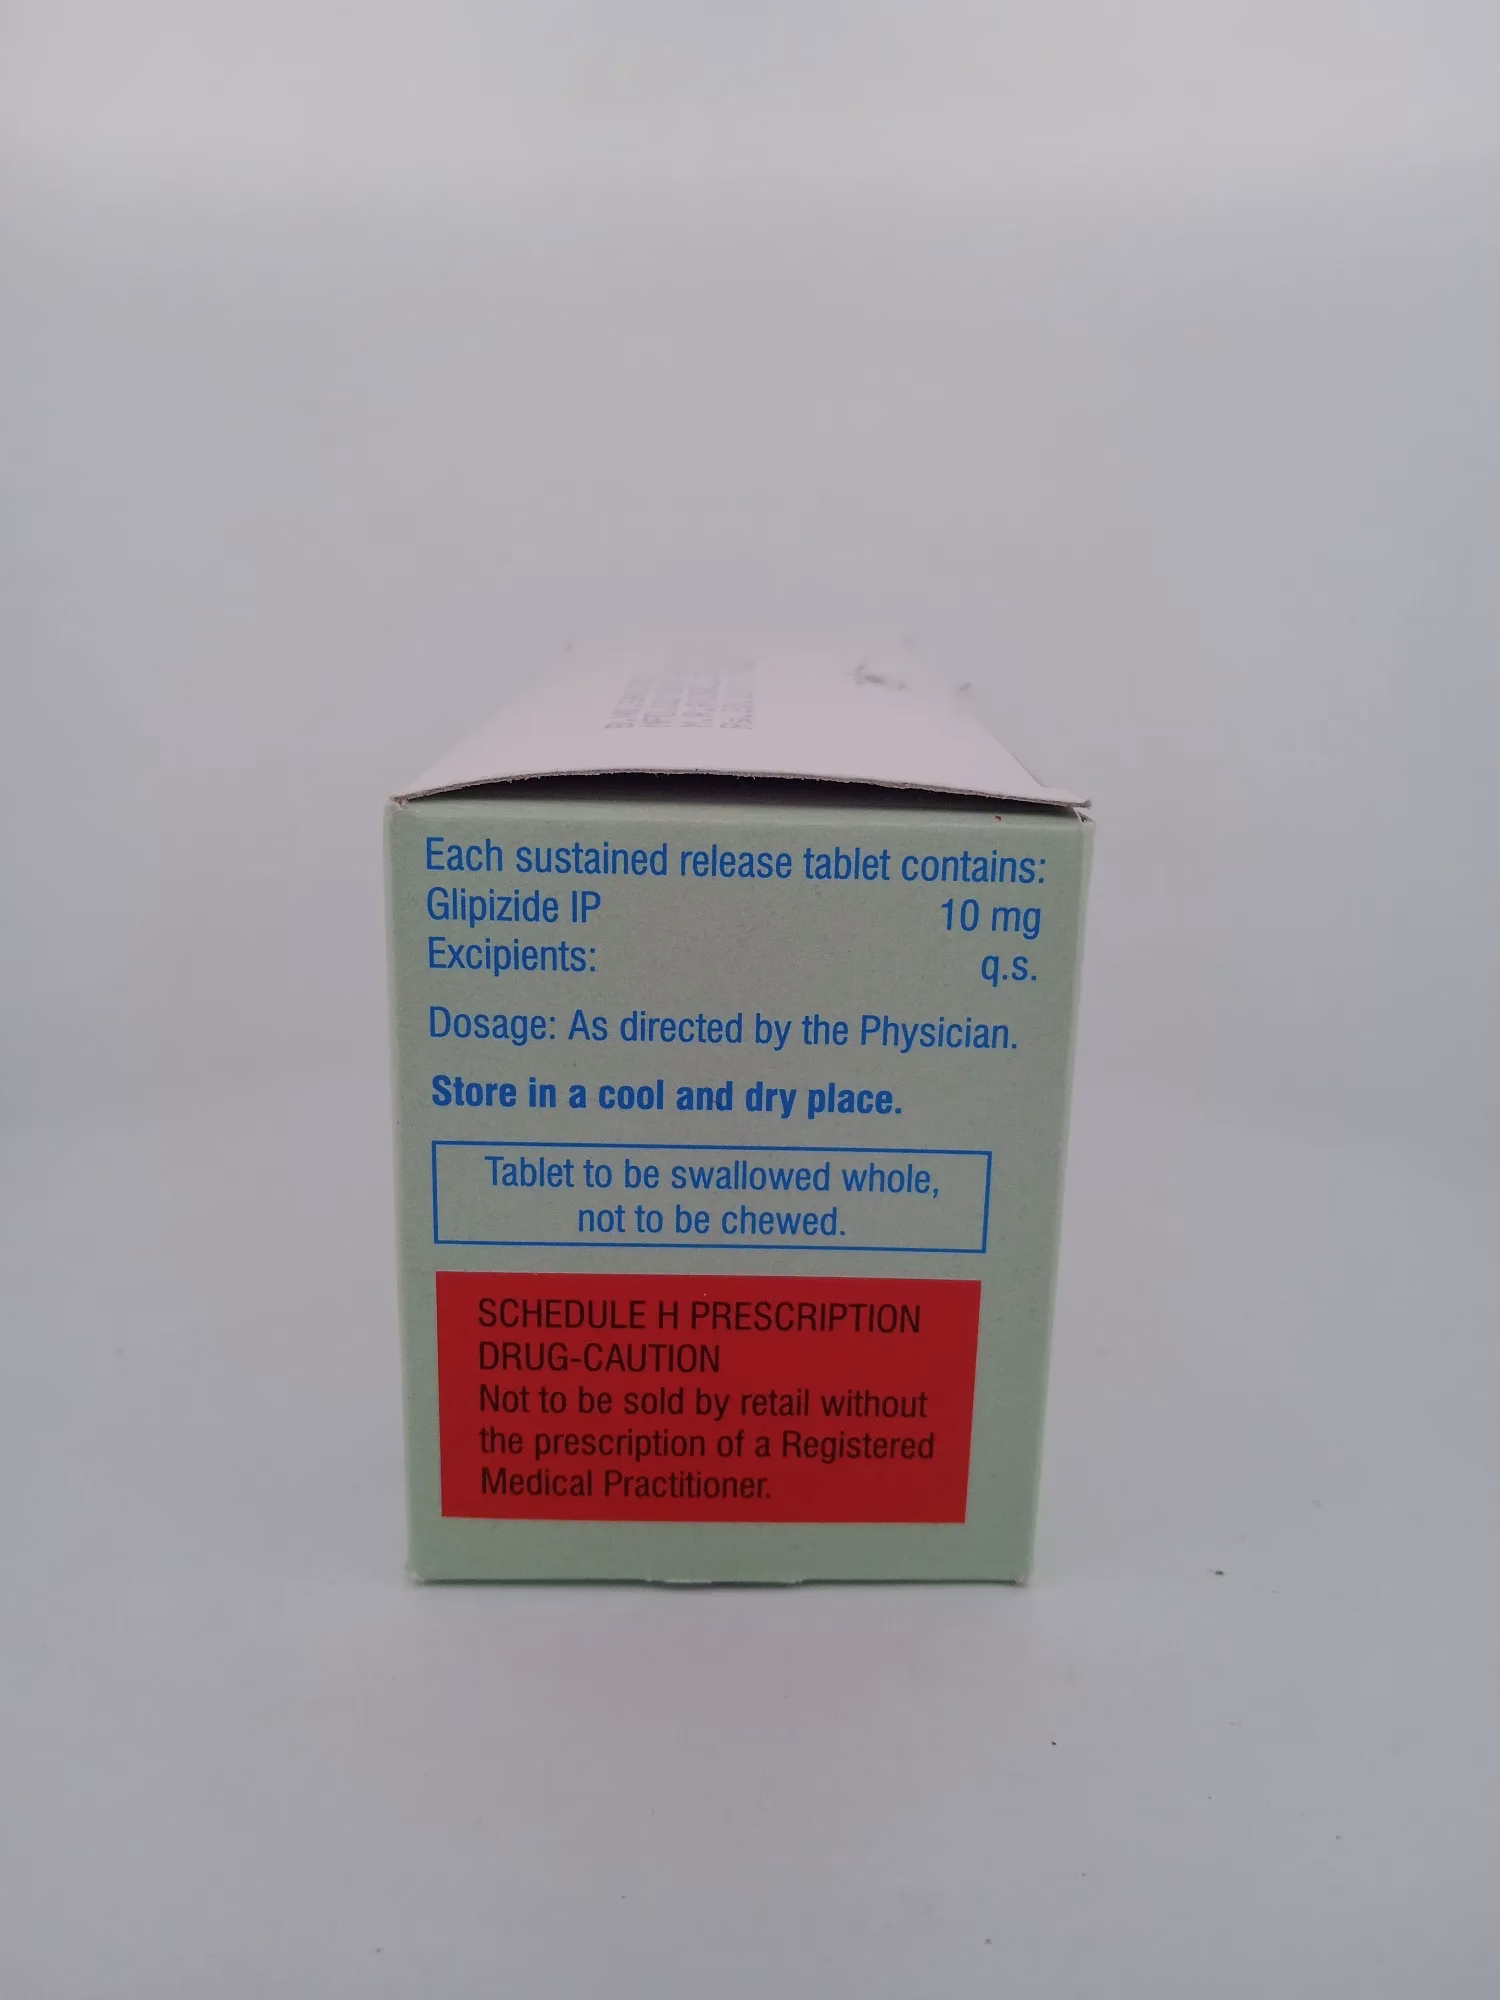 Each sustained release tablet contains:
Glipizide IP 10 mg
Excipients: q.s.
Dosage: As directed by the Physician.
Store in a cool and dry place.
Tablet to be swallowed whole,
not to be chewed.
SCHEDULE H PRESCRIPTION
DRUG-CAUTION
Not to be sold by retail without
the prescription of a Registered
Medical Practitioner.